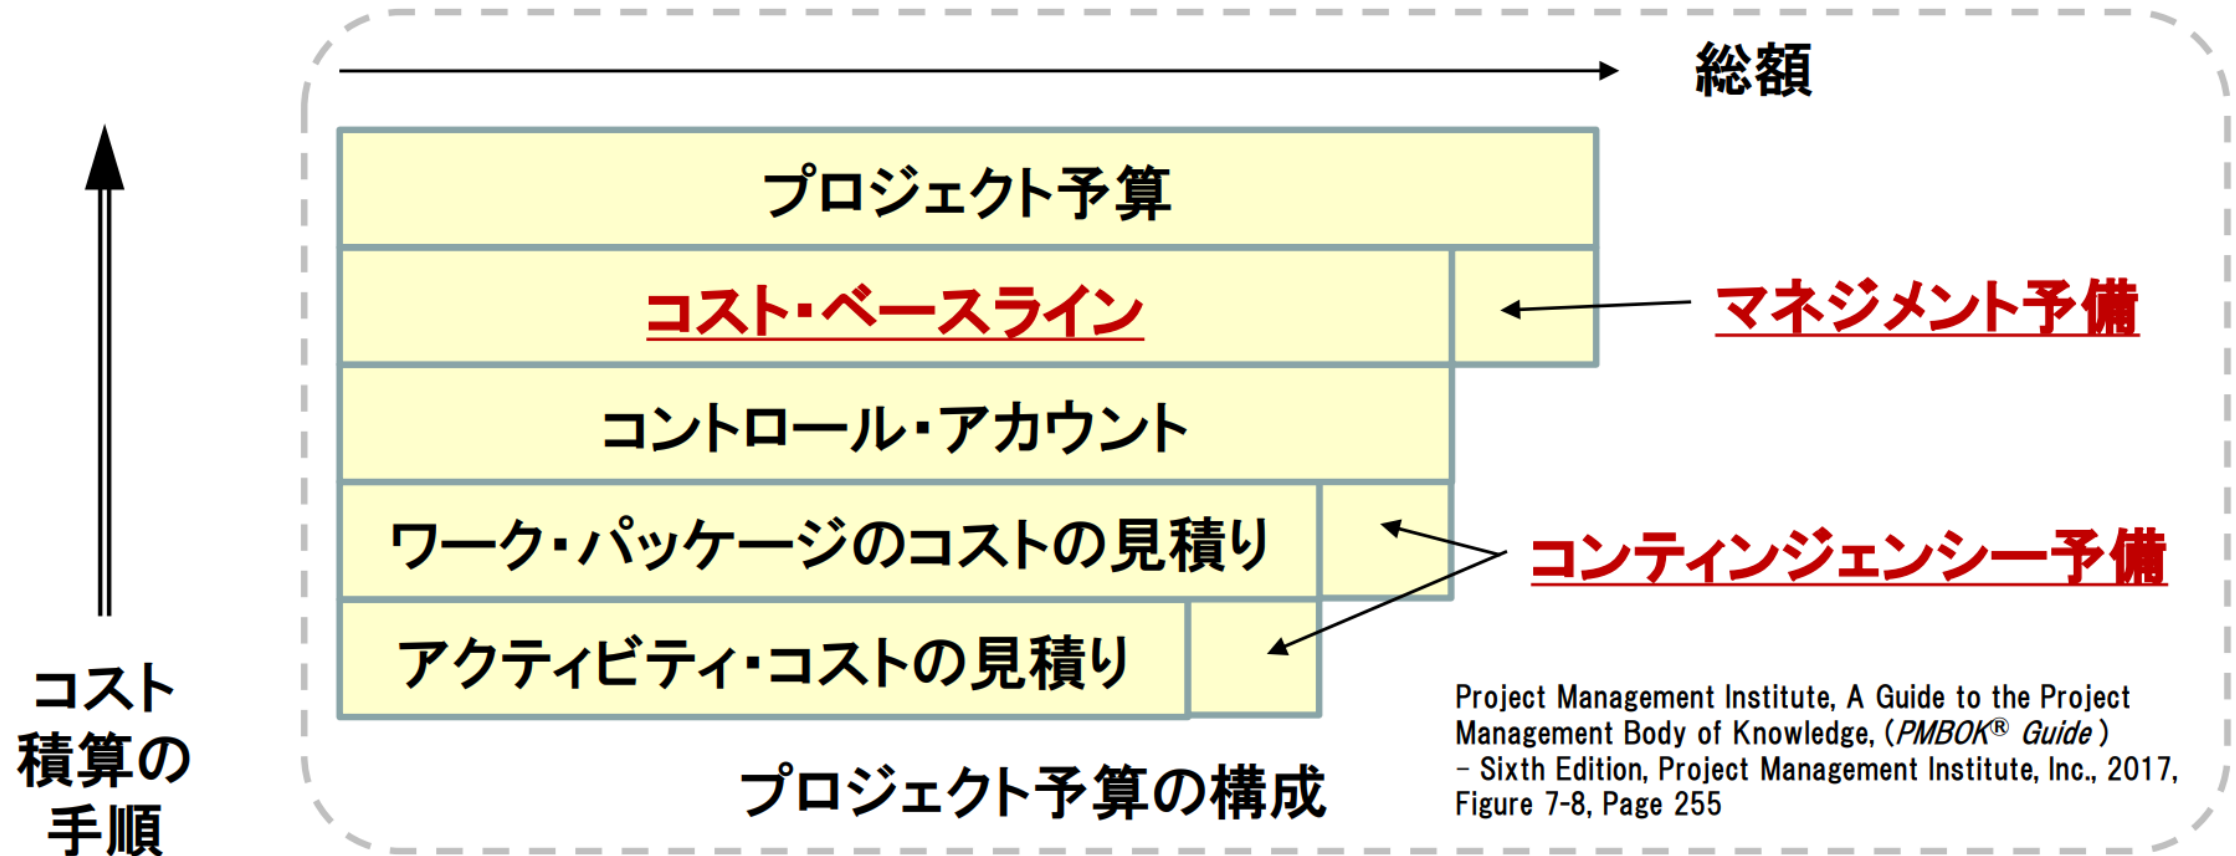 総額
プロジェクト予算
コスト・ベースライン
マネジメント予備
コントロール・アカウント
ワーク・パッケージのコストの見積り
コンティンジェンシー予備
アクティビティ・コストの見積り
コスト
積算の
手順
プロジェクト予算の構成
Project Management Institute, A Guide to the Project
Management Body of Knowledge, (PMBOK® Guide)
– Sixth Edition, Project Management Institute, Inc., 2017,
Figure 7-8, Page 255